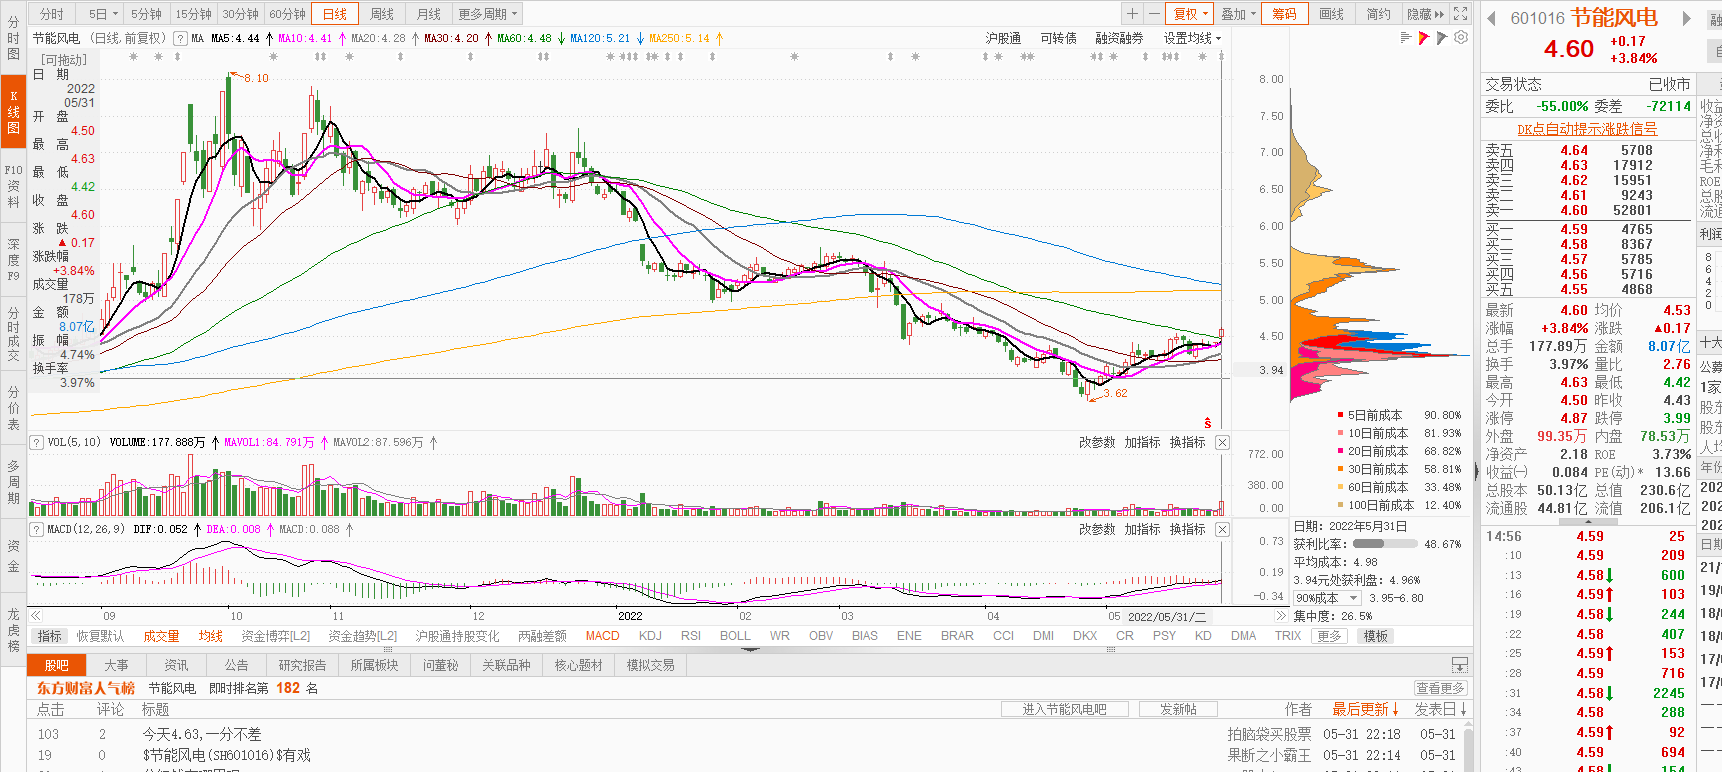 分时 5日 5分钟 15分钟 30分钟 60分钟 日线 周线 月线 更多周期
复权 叠加 筹码 画线 简约 隐藏
节能风电 (日线,前复权) ? MA MA5:4.44 MA10:4.41 MA20:4.28 MA30:4.20 MA60:4.48 MA120:5.21 MA250:5.14
沪股通 可转债 融资融券 设置均线
分时图
K线图
F10资料
深度F9
分时成交
分价表
多周期
资金
龙虎榜
[可拖动]
日 期
2022
05/31
开 盘
4.50
最 高
4.63
最 低
4.42
收 盘
4.60
涨 跌
▲0.17
涨跌幅
+3.84%
成交量
178万
金 额
8.07亿
振 幅
4.74%
换手率
3.97%
8.10
3.62
8.00
7.50
7.00
6.50
6.00
5.50
5.00
4.50
3.94
? VOL(5,10) VOLUME:177.888万 MAVOL1:84.791万 MAVOL2:87.596万
改参数 加指标 换指标
772.00
380.00
0.00
? MACD(12,26,9) DIF:0.052 DEA:0.008 MACD:0.088
改参数 加指标 换指标
0.73
0.19
-0.34
09 10 11 12 2022 02 03 04 05 2022/05/31/二
5日前成本 90.80%
10日前成本 81.93%
20日前成本 68.82%
30日前成本 58.81%
60日前成本 33.48%
100日前成本 12.40%
日期: 2022年5月31日
获利比率: 48.67%
平均成本: 4.98
3.94元处获利盘: 4.96%
90%成本 3.95-6.80
集中度: 26.5%
指标 恢复默认 成交量 均线 资金博弈[L2] 资金趋势[L2] 沪股通持股变化 两融差额 MACD KDJ RSI BOLL WR OBV BIAS ENE BRAR CCI DMI DKX CR PSY KD DMA TRIX 更多 模板
股吧 大事 资讯 公告 研究报告 所属板块 问董秘 关联品种 核心题材 模拟交易
东方财富人气榜 节能风电 即时排名第 182 名 查看更多
点击 评论 标题 进入节能风电吧 发新帖 作者 最后更新↓ 发表日↓
103 2 今天4.63,一分不差 拍脑袋买股票 05-31 22:18 05-31
19 0 $节能风电(SH601016)$有戏 果断之小霸王 05-31 22:14 05-31
601016 节能风电
4.60 +0.17
+3.84%
交易状态 已收市
委比 -55.00% 委差 -72114
DK点自动提示涨跌信号
卖五 4.64 5708
卖四 4.63 17912
卖三 4.62 15951
卖二 4.61 9243
卖一 4.60 52801
买一 4.59 4765
买二 4.58 8367
买三 4.57 5785
买四 4.56 5716
买五 4.55 4868
最新 4.60 均价 4.53
涨幅 +3.84% 涨跌 ▲0.17
总手 177.89万 金额 8.07亿
换手 3.97% 量比 2.76
最高 4.63 最低 4.42
今开 4.50 昨收 4.43
涨停 4.87 跌停 3.99
外盘 99.35万 内盘 78.53万
净资产 2.18 ROE 3.73%
收益(一) 0.084 PE(动)* 13.66
总股本 50.13亿 总值 230.6亿
流通股 44.81亿 流值 206.1亿
14:56 4.59 25
:10 4.59 209
:13 4.58↓ 600
:16 4.59↑ 103
:19 4.58↓ 244
:22 4.58 407
:25 4.59↑ 153
:28 4.59 716
:31 4.58↓ 2245
:34 4.58 288
:37 4.59↑ 92
:40 4.59 694
:43 4.58↓ 154